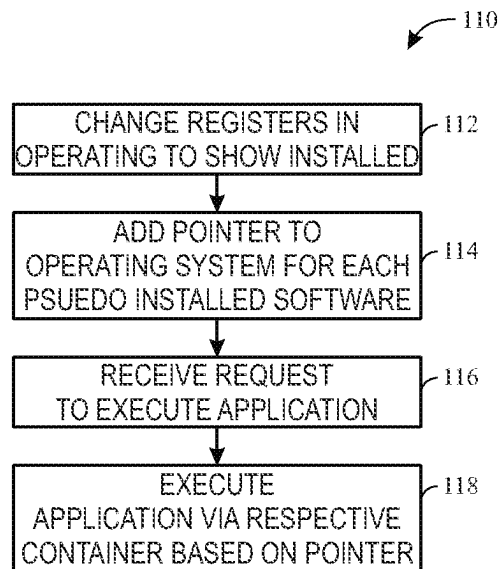 110
CHANGE REGISTERS IN
OPERATING TO SHOW INSTALLED
112
ADD POINTER TO
OPERATING SYSTEM FOR EACH
PSUEDO INSTALLED SOFTWARE
114
RECEIVE REQUEST
TO EXECUTE APPLICATION
116
EXECUTE
APPLICATION VIA RESPECTIVE
CONTAINER BASED ON POINTER
118